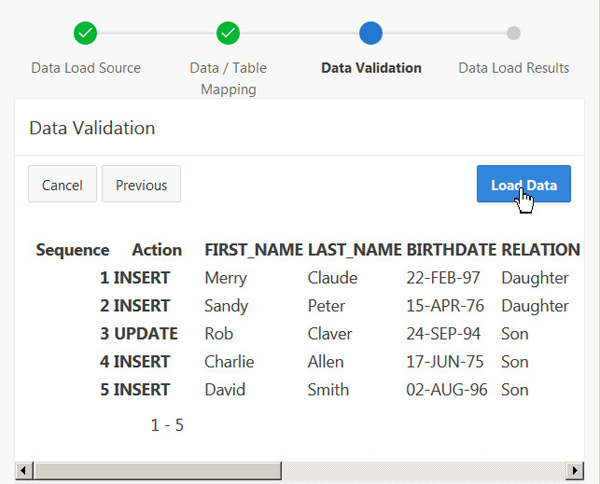 Data Load Source
Data / Table
Mapping
Data Validation
Data Load Results
Data Validation
Cancel Previous Load Data
Sequence Action FIRST_NAME LAST_NAME BIRTHDATE RELATION
1 INSERT Merry Claude 22-FEB-97 Daughter
2 INSERT Sandy Peter 15-APR-76 Daughter
3 UPDATE Rob Claver 24-SEP-94 Son
4 INSERT Charlie Allen 17-JUN-75 Son
5 INSERT David Smith 02-AUG-96 Son
1 - 5